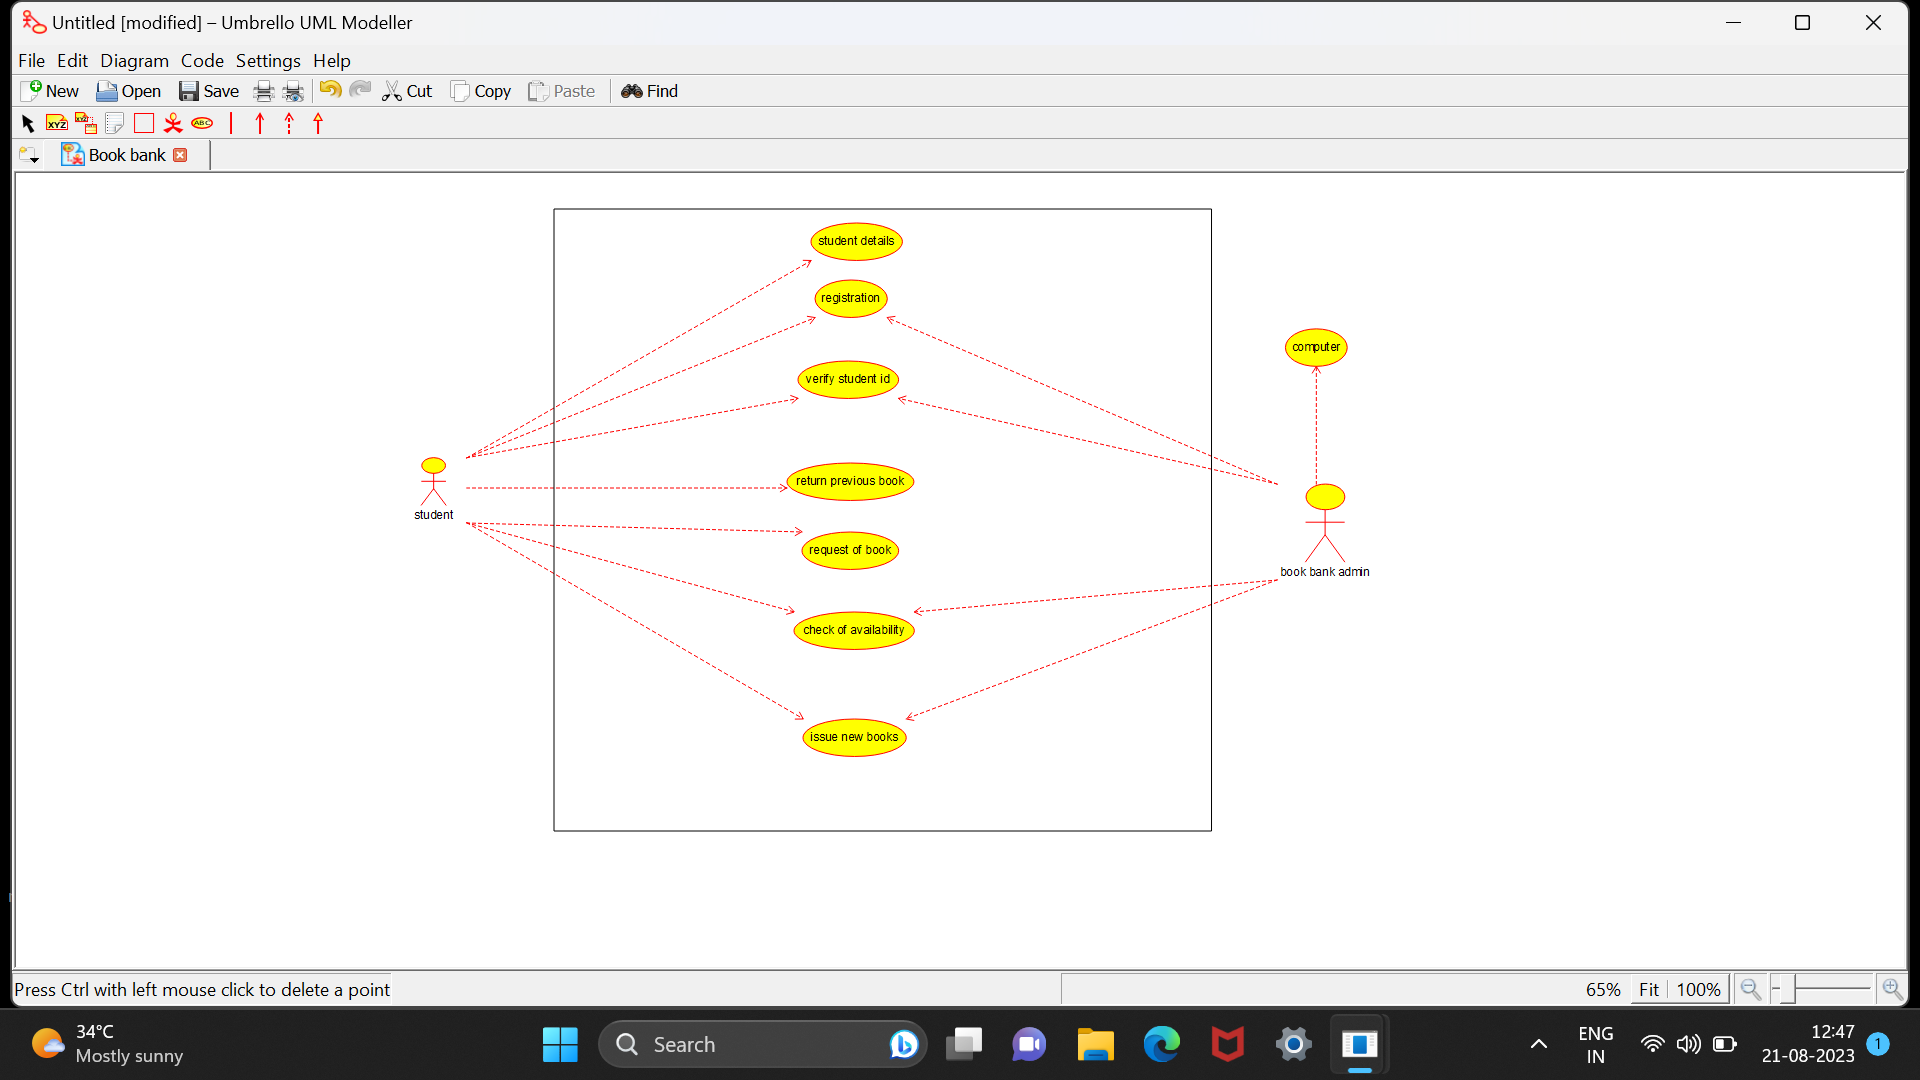 Untitled [modified] – Umbrello UML Modeller
File Edit Diagram Code Settings Help
New Open Save Cut Copy Paste Find
XYZ XYZ ABC
Book bank
student details
registration
computer
verify student id
return previous book
student
request of book
book bank admin
check of availability
issue new books
Press Ctrl with left mouse click to delete a point
65% Fit 100%
34°C
Mostly sunny
Search
ENG
IN
12:47
21-08-2023
1